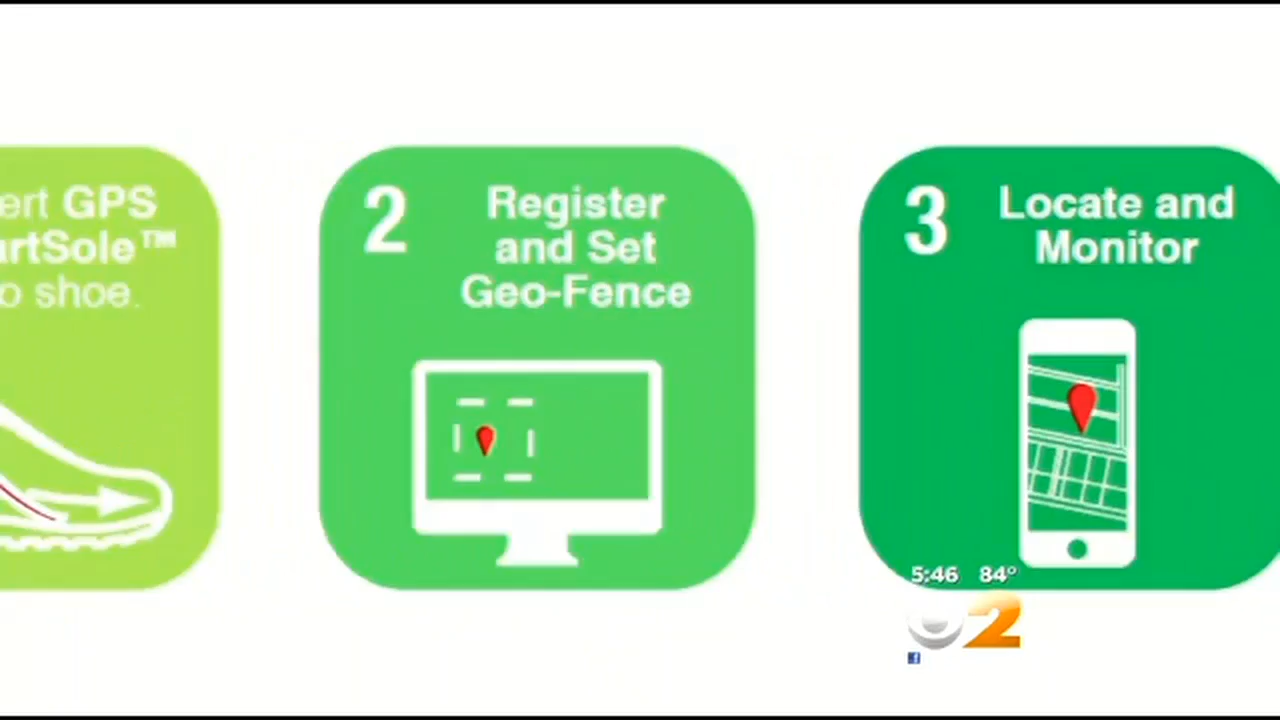 ert GPS
artSole™
o shoe.
2
Register
and Set
Geo-Fence
3
Locate and
Monitor
5:46 84°
2
f